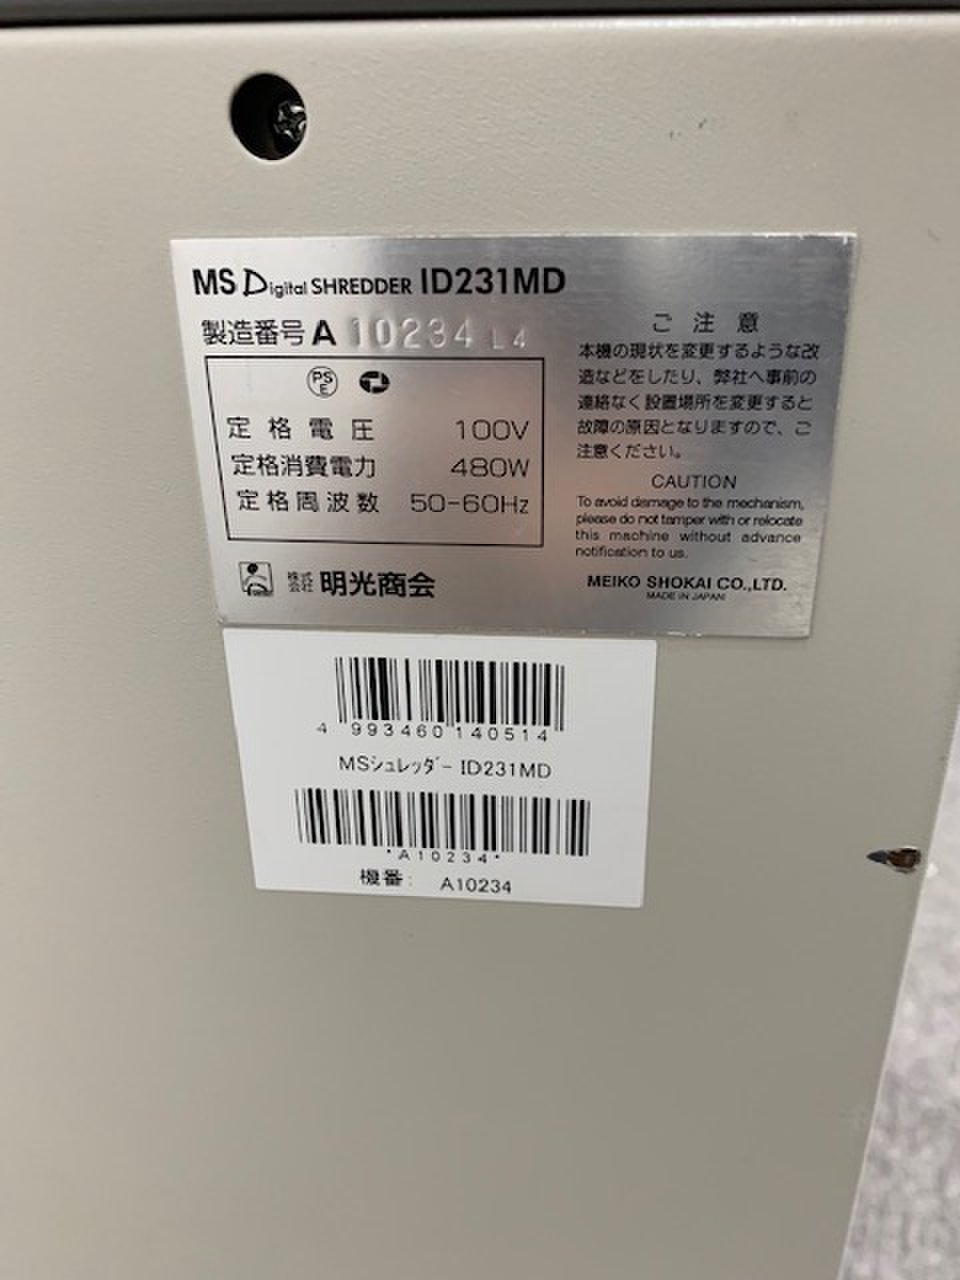 MS Digital SHREDDER ID231MD
製造番号 A 10234 L4
PS
E
定格電圧 100V
定格消費電力 480W
定格周波数 50-60Hz
株式会社 明光商会
ご注意
本機の現状を変更するような改
造などをしたり、弊社へ事前の
連絡なく設置場所を変更すると
故障の原因となりますので、ご
注意ください。
CAUTION
To avoid damage to the mechanism,
please do not tamper with or relocate
this machine without advance
notification to us.
MEIKO SHOKAI CO.,LTD.
MADE IN JAPAN
4 993460 140514
MSシュレッダー ID231MD
*A10234*
機番: A10234